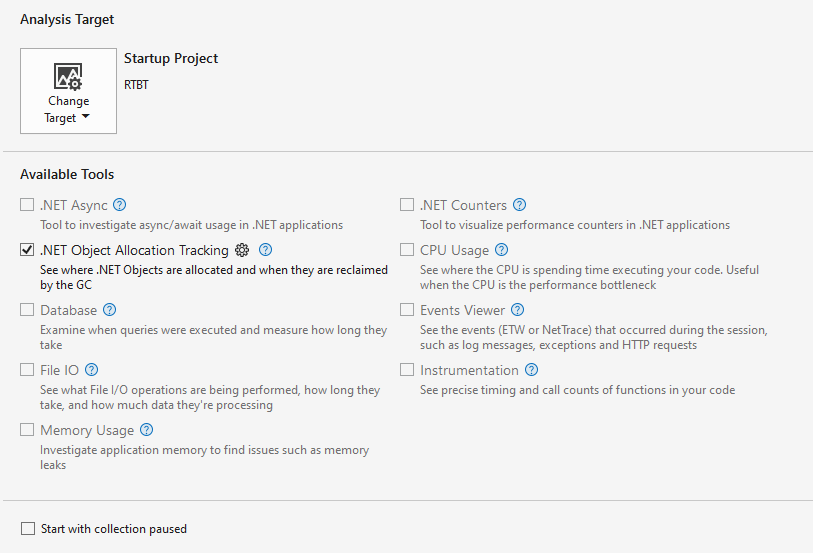 Analysis Target
Startup Project
RTBT
Change
Target
Available Tools
.NET Async ?
Tool to investigate async/await usage in .NET applications
.NET Object Allocation Tracking ?
See where .NET Objects are allocated and when they are reclaimed
by the GC
Database ?
Examine when queries were executed and measure how long they
take
File IO ?
See what File I/O operations are being performed, how long they
take, and how much data they're processing
Memory Usage ?
Investigate application memory to find issues such as memory
leaks
.NET Counters ?
Tool to visualize performance counters in .NET applications
CPU Usage ?
See where the CPU is spending time executing your code. Useful
when the CPU is the performance bottleneck
Events Viewer ?
See the events (ETW or NetTrace) that occurred during the session,
such as log messages, exceptions and HTTP requests
Instrumentation ?
See precise timing and call counts of functions in your code
Start with collection paused